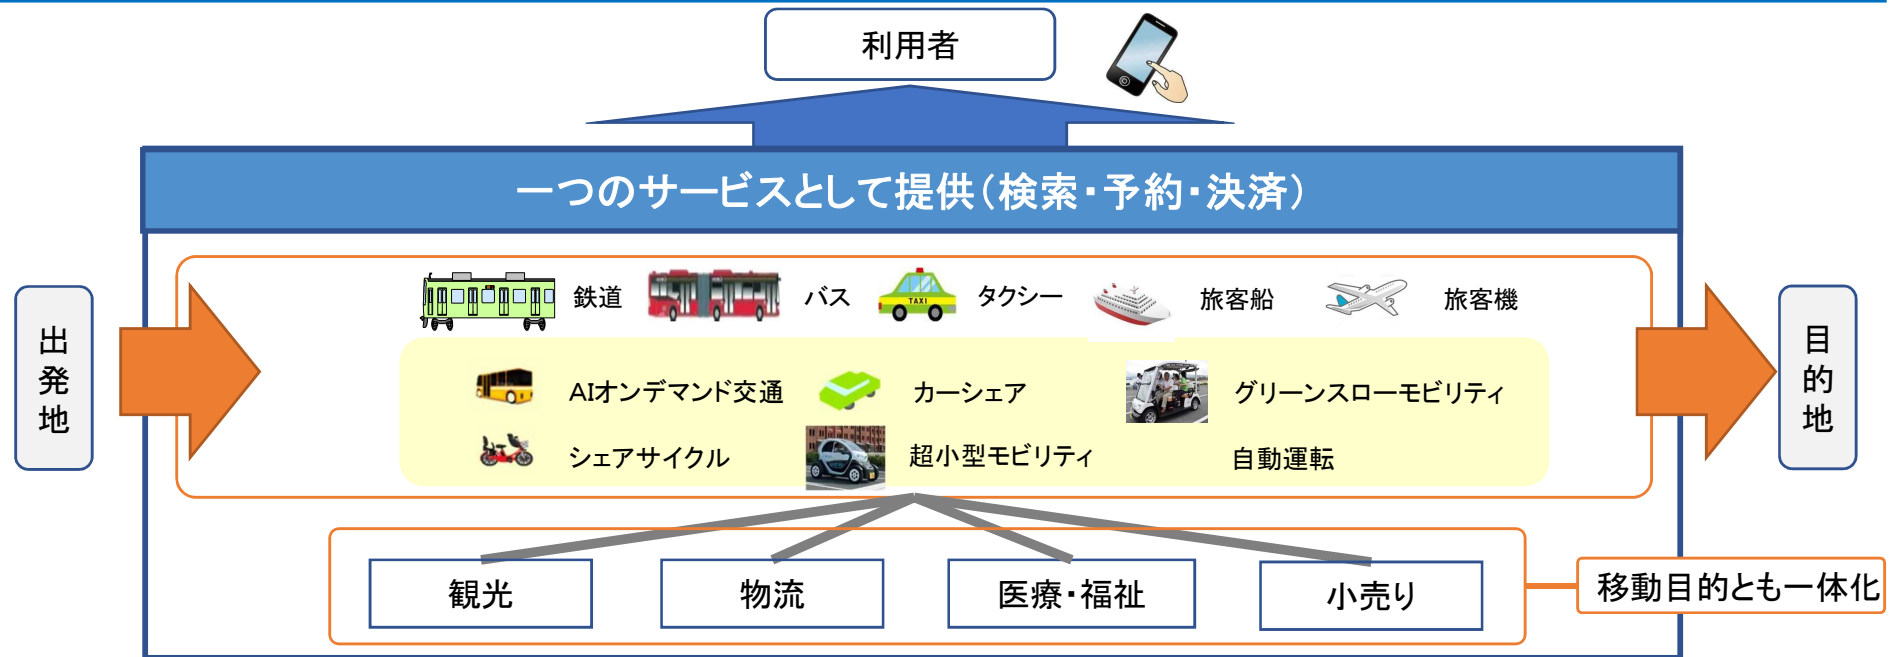 利用者
一つのサービスとして提供（検索・予約・決済）
出発地
鉄道 バス タクシー 旅客船 旅客機
TAXI
AIオンデマンド交通 カーシェア グリーンスローモビリティ
シェアサイクル 超小型モビリティ 自動運転
目的地
観光 物流 医療・福祉 小売り
移動目的とも一体化